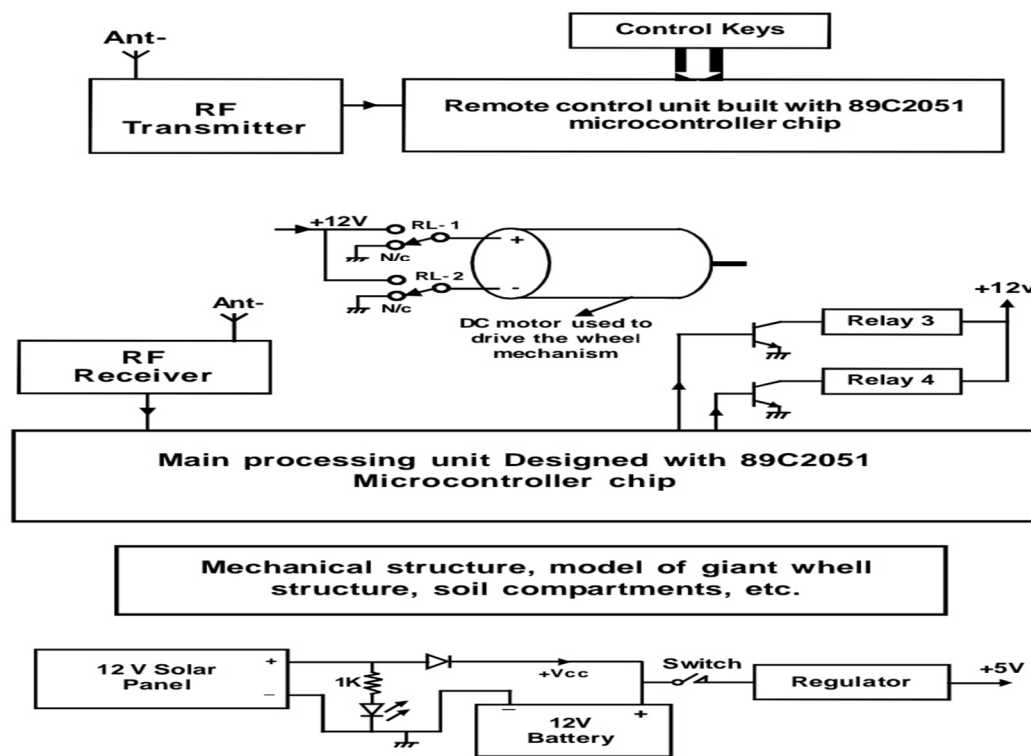 Ant-
Control Keys
RF
Transmitter
Remote control unit built with 89C2051
microcontroller chip
+12V
RL-1
+
N/c
RL-2
-
N/c
DC motor used to
drive the wheel
mechanism
Ant-
RF
Receiver
+12v
Relay 3
Relay 4
Main processing unit Designed with 89C2051
Microcontroller chip
Mechanical structure, model of giant whell
structure, soil compartments, etc.
12 V Solar
Panel
+
–
1K
+Vcc
Switch
Regulator
+5V
– +
12V
Battery